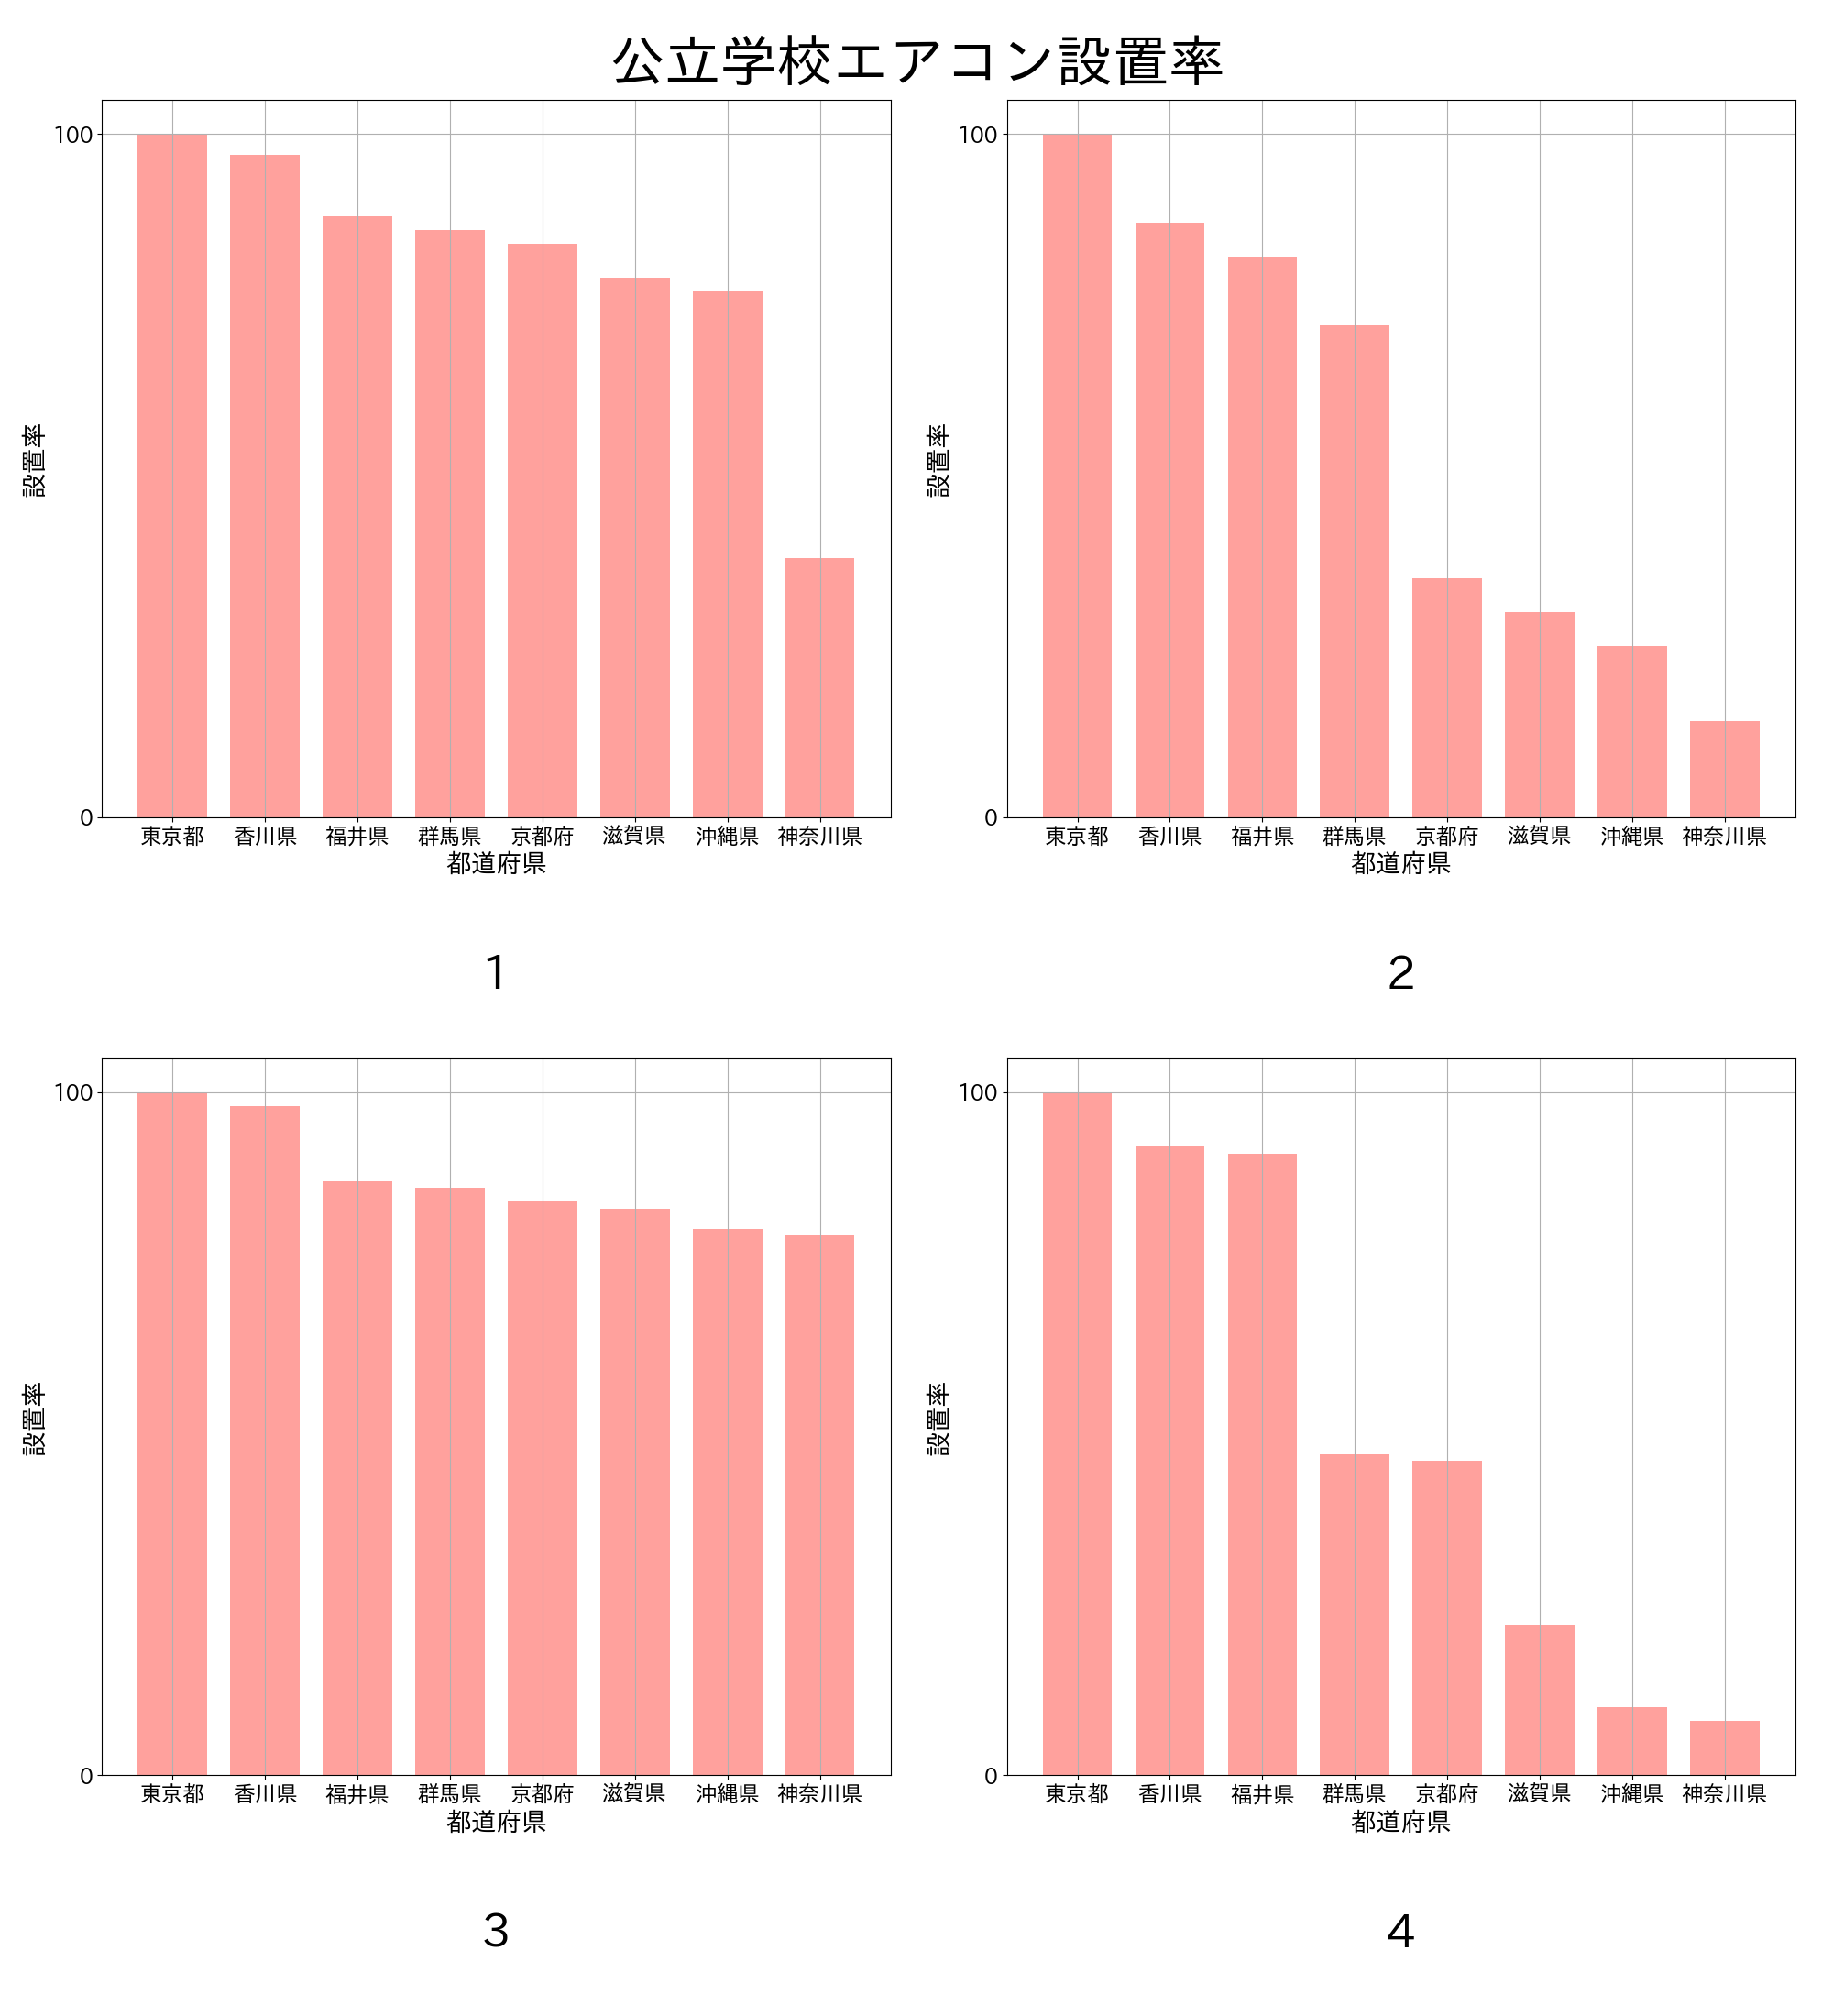 公立学校エアコン設置率
100
設置率
0
東京都 香川県 福井県 群馬県 京都府 滋賀県 沖縄県 神奈川県
都道府県
1
100
設置率
0
東京都 香川県 福井県 群馬県 京都府 滋賀県 沖縄県 神奈川県
都道府県
2
100
設置率
0
東京都 香川県 福井県 群馬県 京都府 滋賀県 沖縄県 神奈川県
都道府県
3
100
設置率
0
東京都 香川県 福井県 群馬県 京都府 滋賀県 沖縄県 神奈川県
都道府県
4